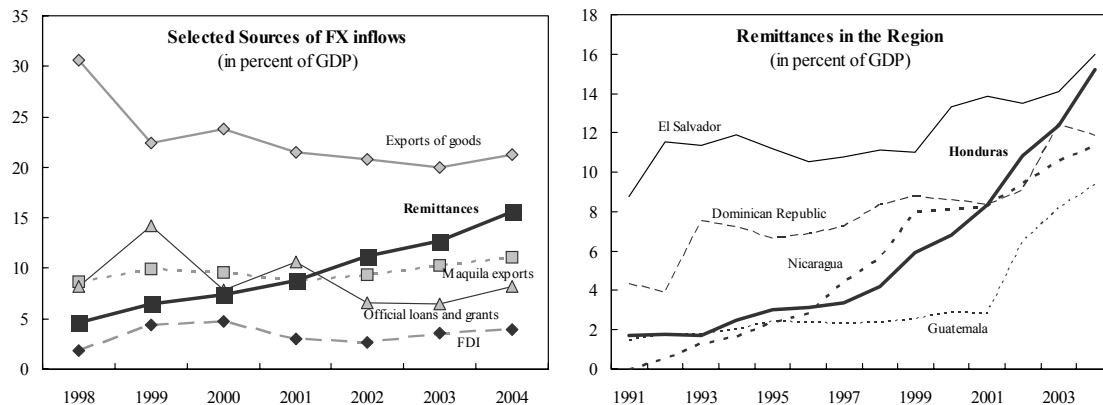 Selected Sources of FX inflows
(in percent of GDP)
35
30
25
20
15
10
5
0
Exports of goods
Remittances
Maquila exports
Official loans and grants
FDI
1998 1999 2000 2001 2002 2003 2004
Remittances in the Region
(in percent of GDP)
18
16
14
12
10
8
6
4
2
0
El Salvador
Honduras
Dominican Republic
Nicaragua
Guatemala
1991 1993 1995 1997 1999 2001 2003